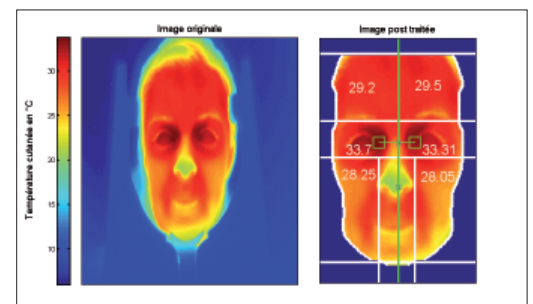 Image originale
Image post traitée
Température cutanée en °C
30
25
20
15
10
29.2 29.5
33.7 33.31
28.25 28.05